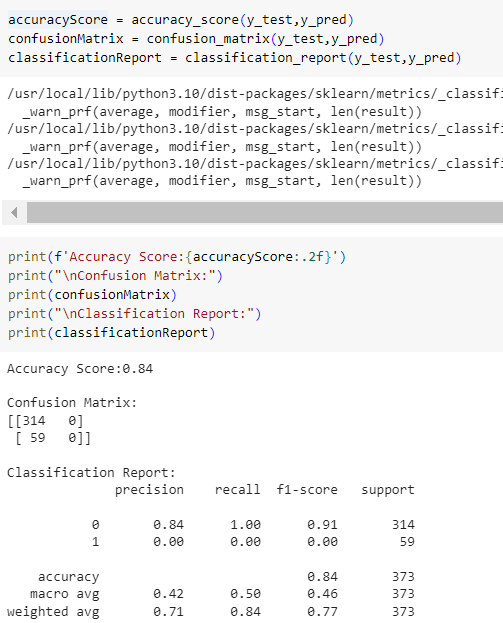 accuracyScore = accuracy_score(y_test,y_pred)
confusionMatrix = confusion_matrix(y_test,y_pred)
classificationReport = classification_report(y_test,y_pred)
/usr/local/lib/python3.10/dist-packages/sklearn/metrics/_classifi
  _warn_prf(average, modifier, msg_start, len(result))
/usr/local/lib/python3.10/dist-packages/sklearn/metrics/_classifi
  _warn_prf(average, modifier, msg_start, len(result))
/usr/local/lib/python3.10/dist-packages/sklearn/metrics/_classifi
  _warn_prf(average, modifier, msg_start, len(result))
print(f'Accuracy Score:{accuracyScore:.2f}')
print("\nConfusion Matrix:")
print(confusionMatrix)
print("\nClassification Report:")
print(classificationReport)
Accuracy Score:0.84
Confusion Matrix:
[[314   0]
 [ 59   0]]
Classification Report:
              precision    recall  f1-score   support
           0       0.84      1.00      0.91       314
           1       0.00      0.00      0.00        59
    accuracy                           0.84       373
   macro avg       0.42      0.50      0.46       373
weighted avg       0.71      0.84      0.77       373